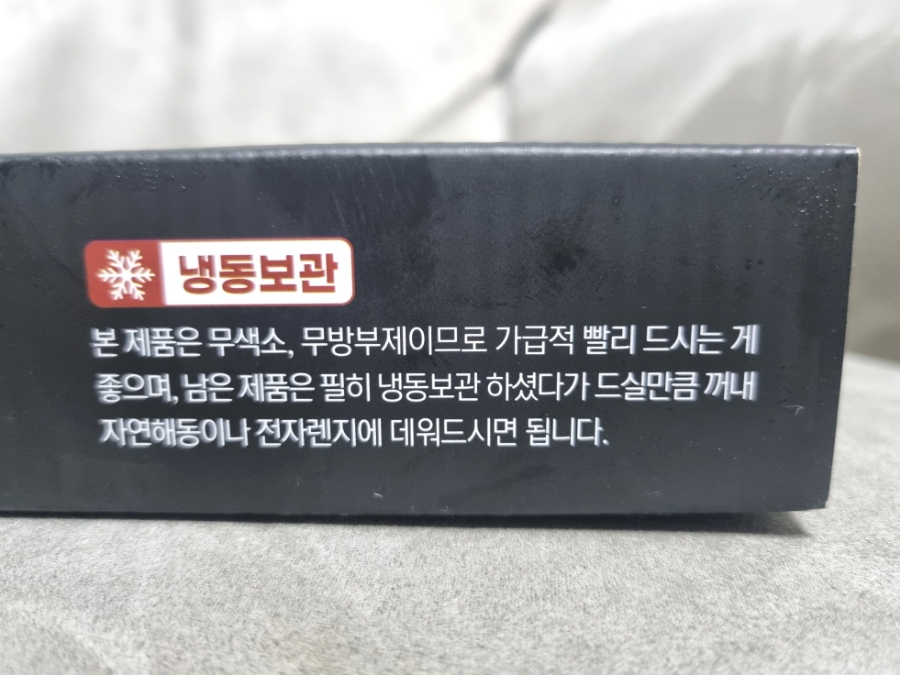 냉동보관
본 제품은 무색소, 무방부제이므로 가급적 빨리 드시는 게
좋으며, 남은 제품은 필히 냉동보관 하셨다가 드실만큼 꺼내
자연해동이나 전자렌지에 데워드시면 됩니다.